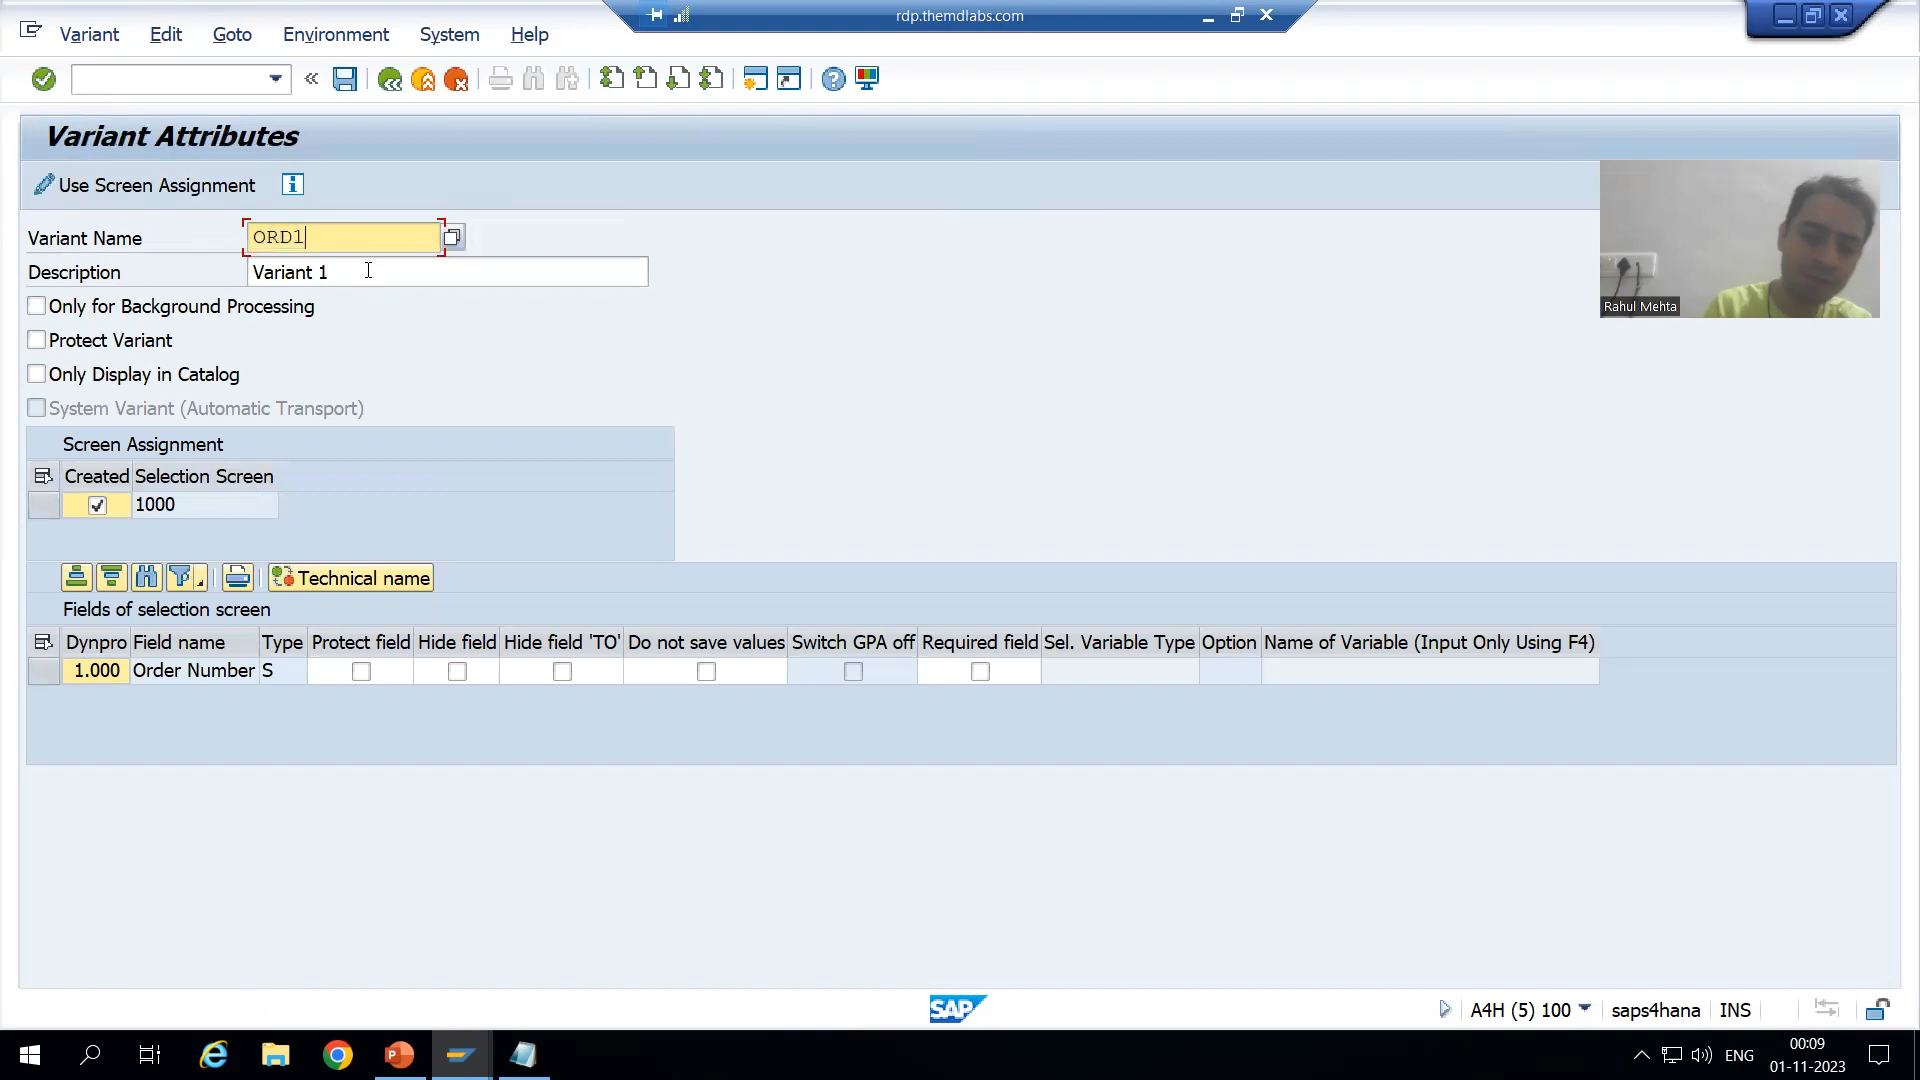 rdp.themdlabs.com
Variant Edit Goto Environment System Help
Variant Attributes
Use Screen Assignment
Variant Name ORD1
Description Variant 1
Only for Background Processing
Protect Variant
Only Display in Catalog
System Variant (Automatic Transport)
Rahul Mehta
Screen Assignment
Created Selection Screen
1000
Technical name
Fields of selection screen
Dynpro Field name Type Protect field Hide field Hide field 'TO' Do not save values Switch GPA off Required field Sel. Variable Type Option Name of Variable (Input Only Using F4)
1.000 Order Number S
SAP A4H (5) 100 saps4hana INS
ENG 00:09
01-11-2023